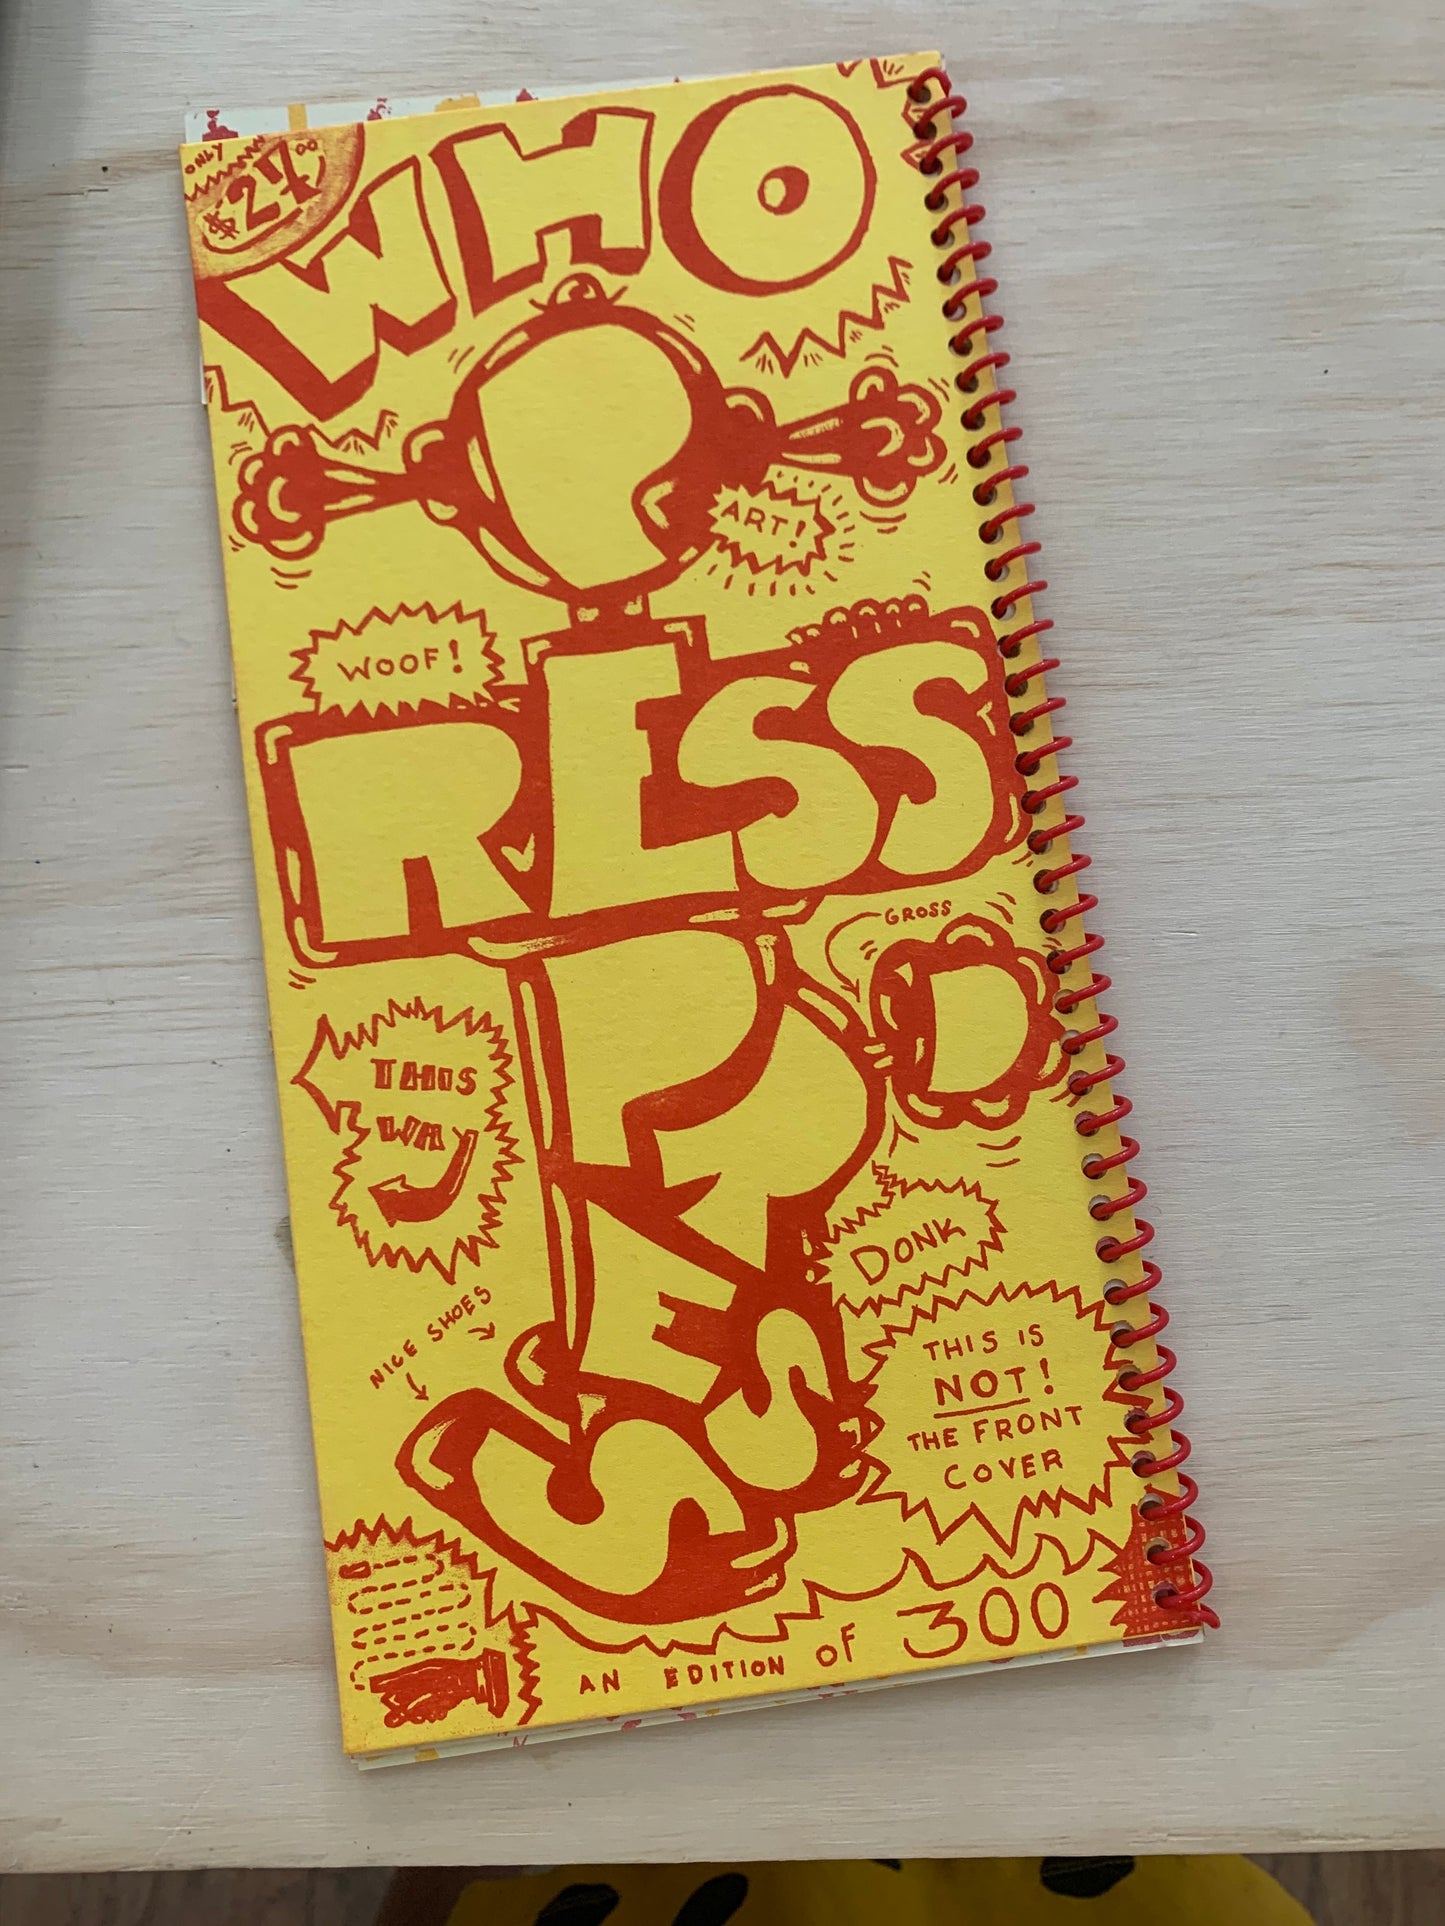 ONLY
$27.00
WHO
P
RESS
ART!
WOOF!
GROSS
D
THIS
WAY
DONK
NICE SHOES
THIS IS
NOT!
THE FRONT
COVER
AN EDITION OF 300